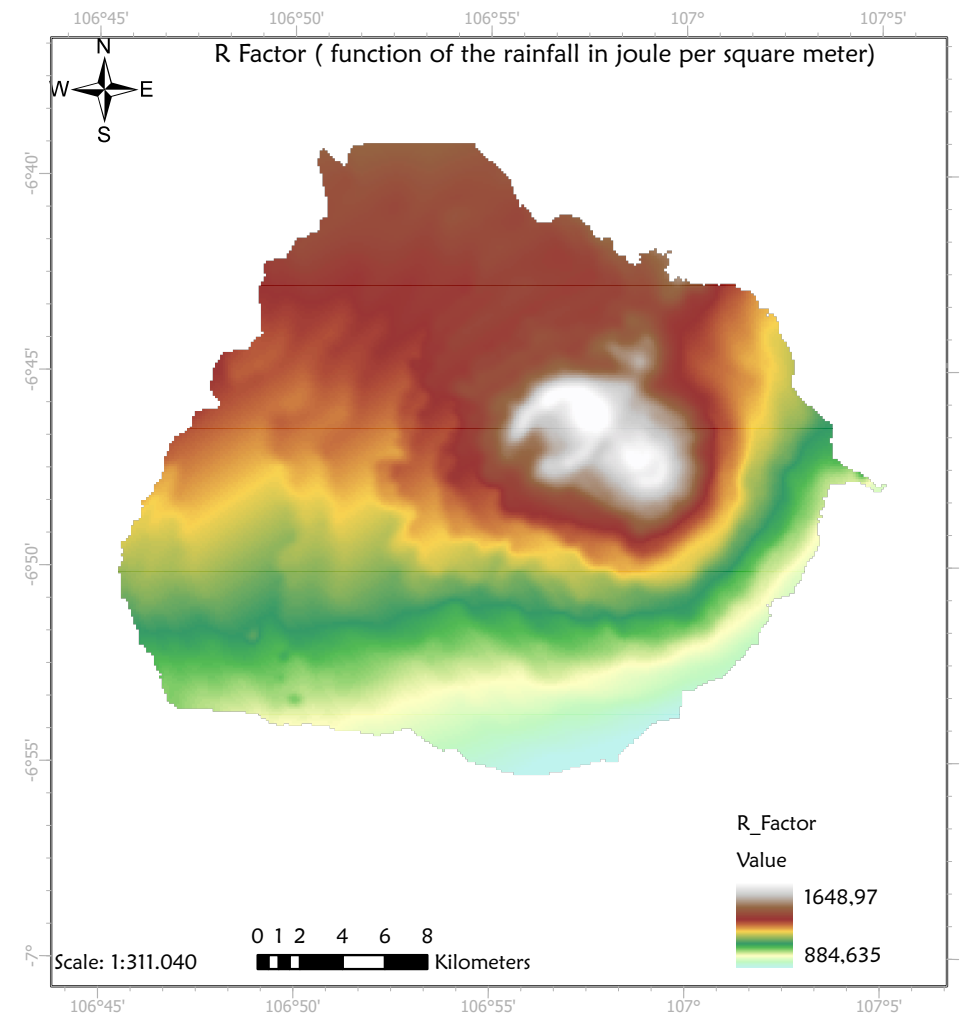 106°45' 106°50' 106°55' 107° 107°5'
R Factor ( function of the rainfall in joule per square meter)
N
W E
S
-6°40'
-6°45'
-6°50'
-6°55'
-7°
R_Factor
Value
1648,97
884,635
0 1 2 4 6 8
Scale: 1:311.040
Kilometers
106°45' 106°50' 106°55' 107° 107°5'